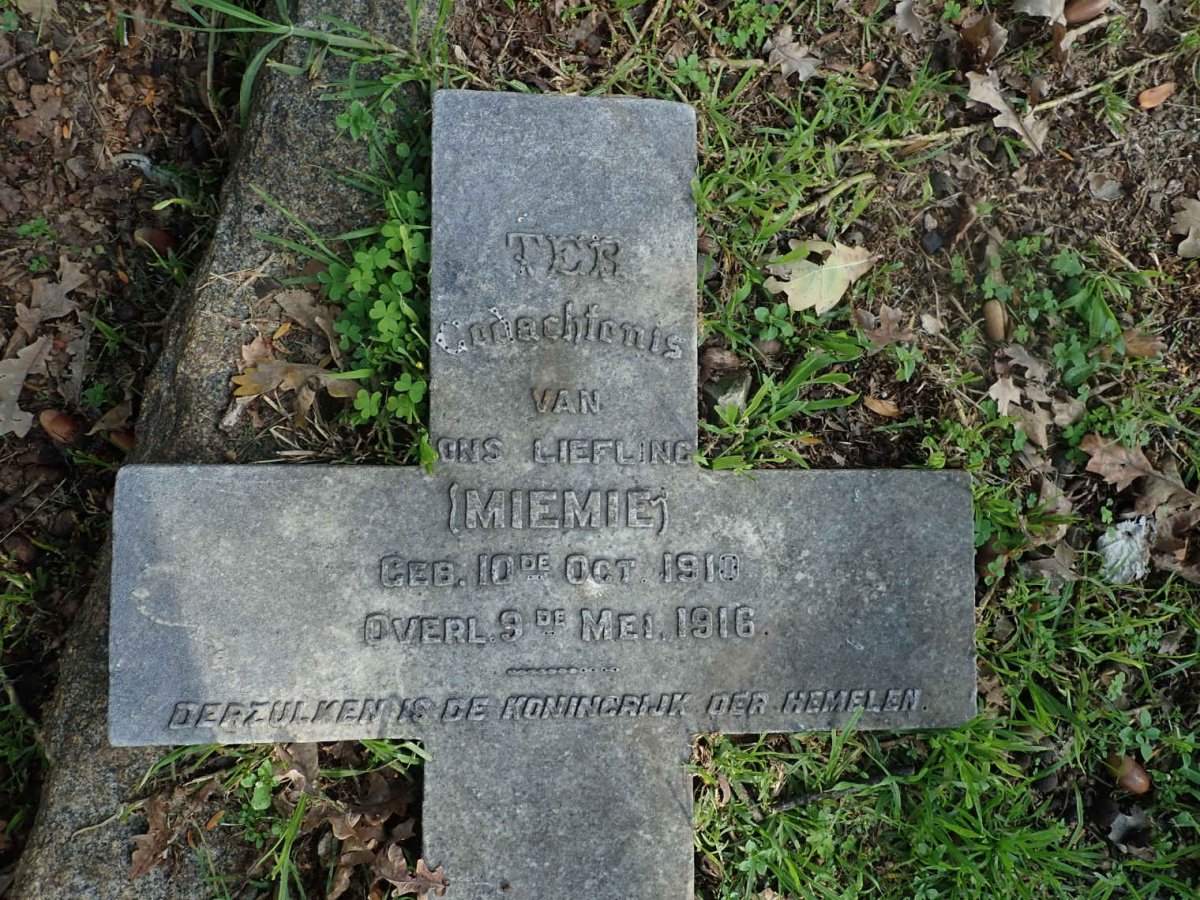 TER
Gedachtenis
VAN
ONS LIEFLING
(MIEMIE)
GEB. 10DE OCT 1910
OVERL. 9DE MEI. 1916
DERZULKEN IS DE KONINGRIJK DER HEMELEN.